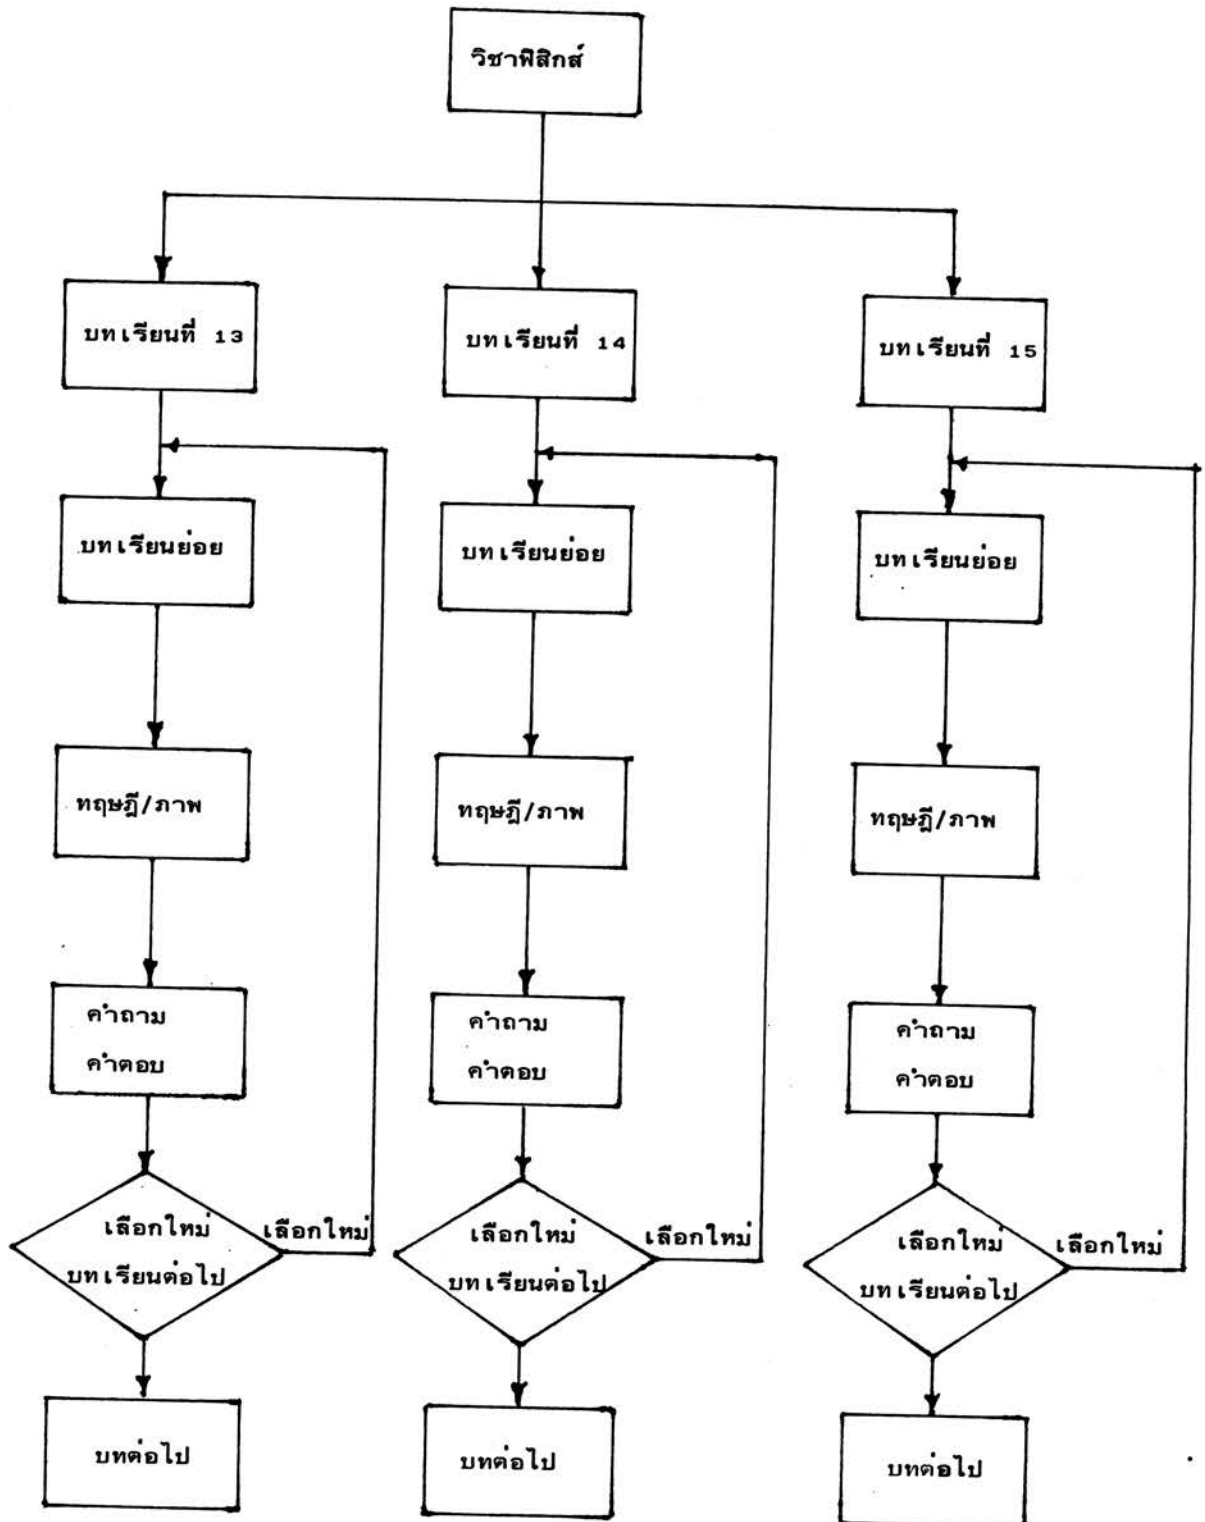 วิชาฟิสิกส์
บทเรียนที่ 13
บทเรียนที่ 14
บทเรียนที่ 15
บทเรียนย่อย
บทเรียนย่อย
บทเรียนย่อย
ทฤษฎี/ภาพ
ทฤษฎี/ภาพ
ทฤษฎี/ภาพ
คำถาม
คำตอบ
คำถาม
คำตอบ
คำถาม
คำตอบ
เลือกใหม่
บทเรียนต่อไป
เลือกใหม่
เลือกใหม่
บทเรียนต่อไป
เลือกใหม่
เลือกใหม่
บทเรียนต่อไป
เลือกใหม่
บทต่อไป
บทต่อไป
บทต่อไป